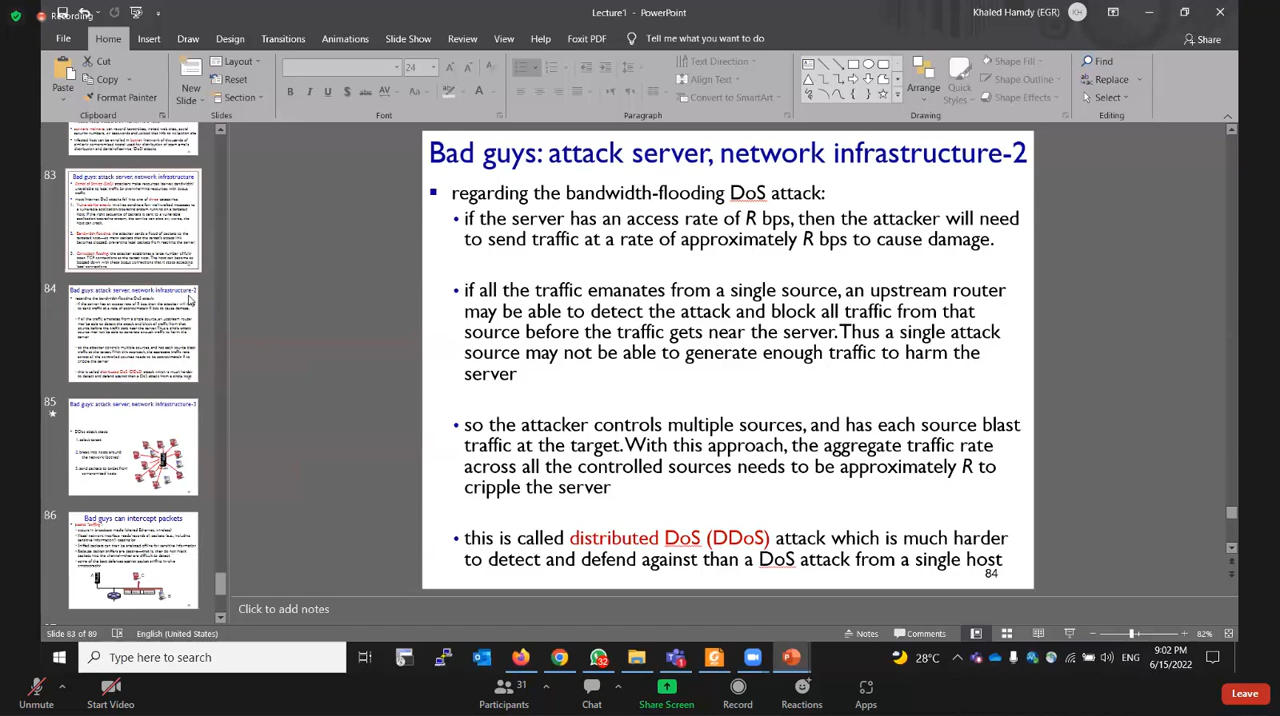 Recording
Lecture1 - PowerPoint
Khaled Hamdy (EGR)
KH
File
Home
Insert
Draw
Design
Transitions
Animations
Slide Show
Review
View
Help
Foxit PDF
Tell me what you want to do
Share
Paste
Cut
Copy
Format Painter
Clipboard
New
Slide
Layout
Reset
Section
Slides
24
Font
Text Direction
Align Text
Convert to SmartArt
Paragraph
Arrange
Quick
Styles
Shape Fill
Shape Outline
Shape Effects
Drawing
Find
Replace
Select
Editing
83
Bad guys: attack server, network infrastructure
84
Bad guys: attack server, network infrastructure-2
85
Bad guys: attack server, network infrastructure-3
86
Bad guys can intercept packets
Bad guys: attack server, network infrastructure-2
regarding the bandwidth-flooding DoS attack:
• if the server has an access rate of R bps, then the attacker will need
to send traffic at a rate of approximately R bps to cause damage.
• if all the traffic emanates from a single source, an upstream router
may be able to detect the attack and block all traffic from that
source before the traffic gets near the server. Thus a single attack
source may not be able to generate enough traffic to harm the
server
• so the attacker controls multiple sources, and has each source blast
traffic at the target. With this approach, the aggregate traffic rate
across all the controlled sources needs to be approximately R to
cripple the server
• this is called distributed DoS (DDoS) attack which is much harder
to detect and defend against than a DoS attack from a single host
84
Click to add notes
Slide 83 of 89
English (United States)
Notes
Comments
82%
Type here to search
32
28°C
ENG
9:02 PM
6/15/2022
Unmute
Start Video
31
Participants
Chat
Share Screen
Record
Reactions
Apps
Leave